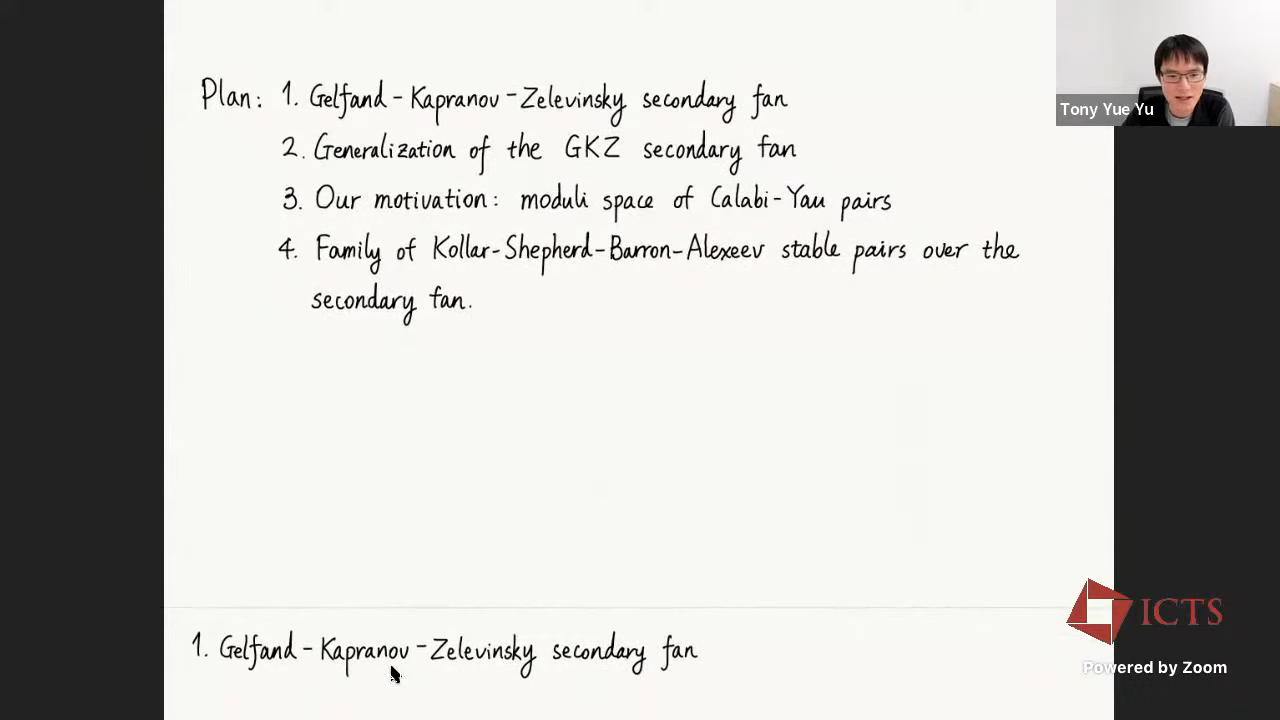 Plan: 1. Gelfand-Kapranov-Zelevinsky secondary fan
2. Generalization of the GKZ secondary fan
3. Our motivation: moduli space of Calabi-Yau pairs
4. Family of Kollar-Shepherd-Barron-Alexeev stable pairs over the
secondary fan.
1. Gelfand-Kapranov-Zelevinsky secondary fan
Tony Yue Yu
ICTS
Powered by Zoom